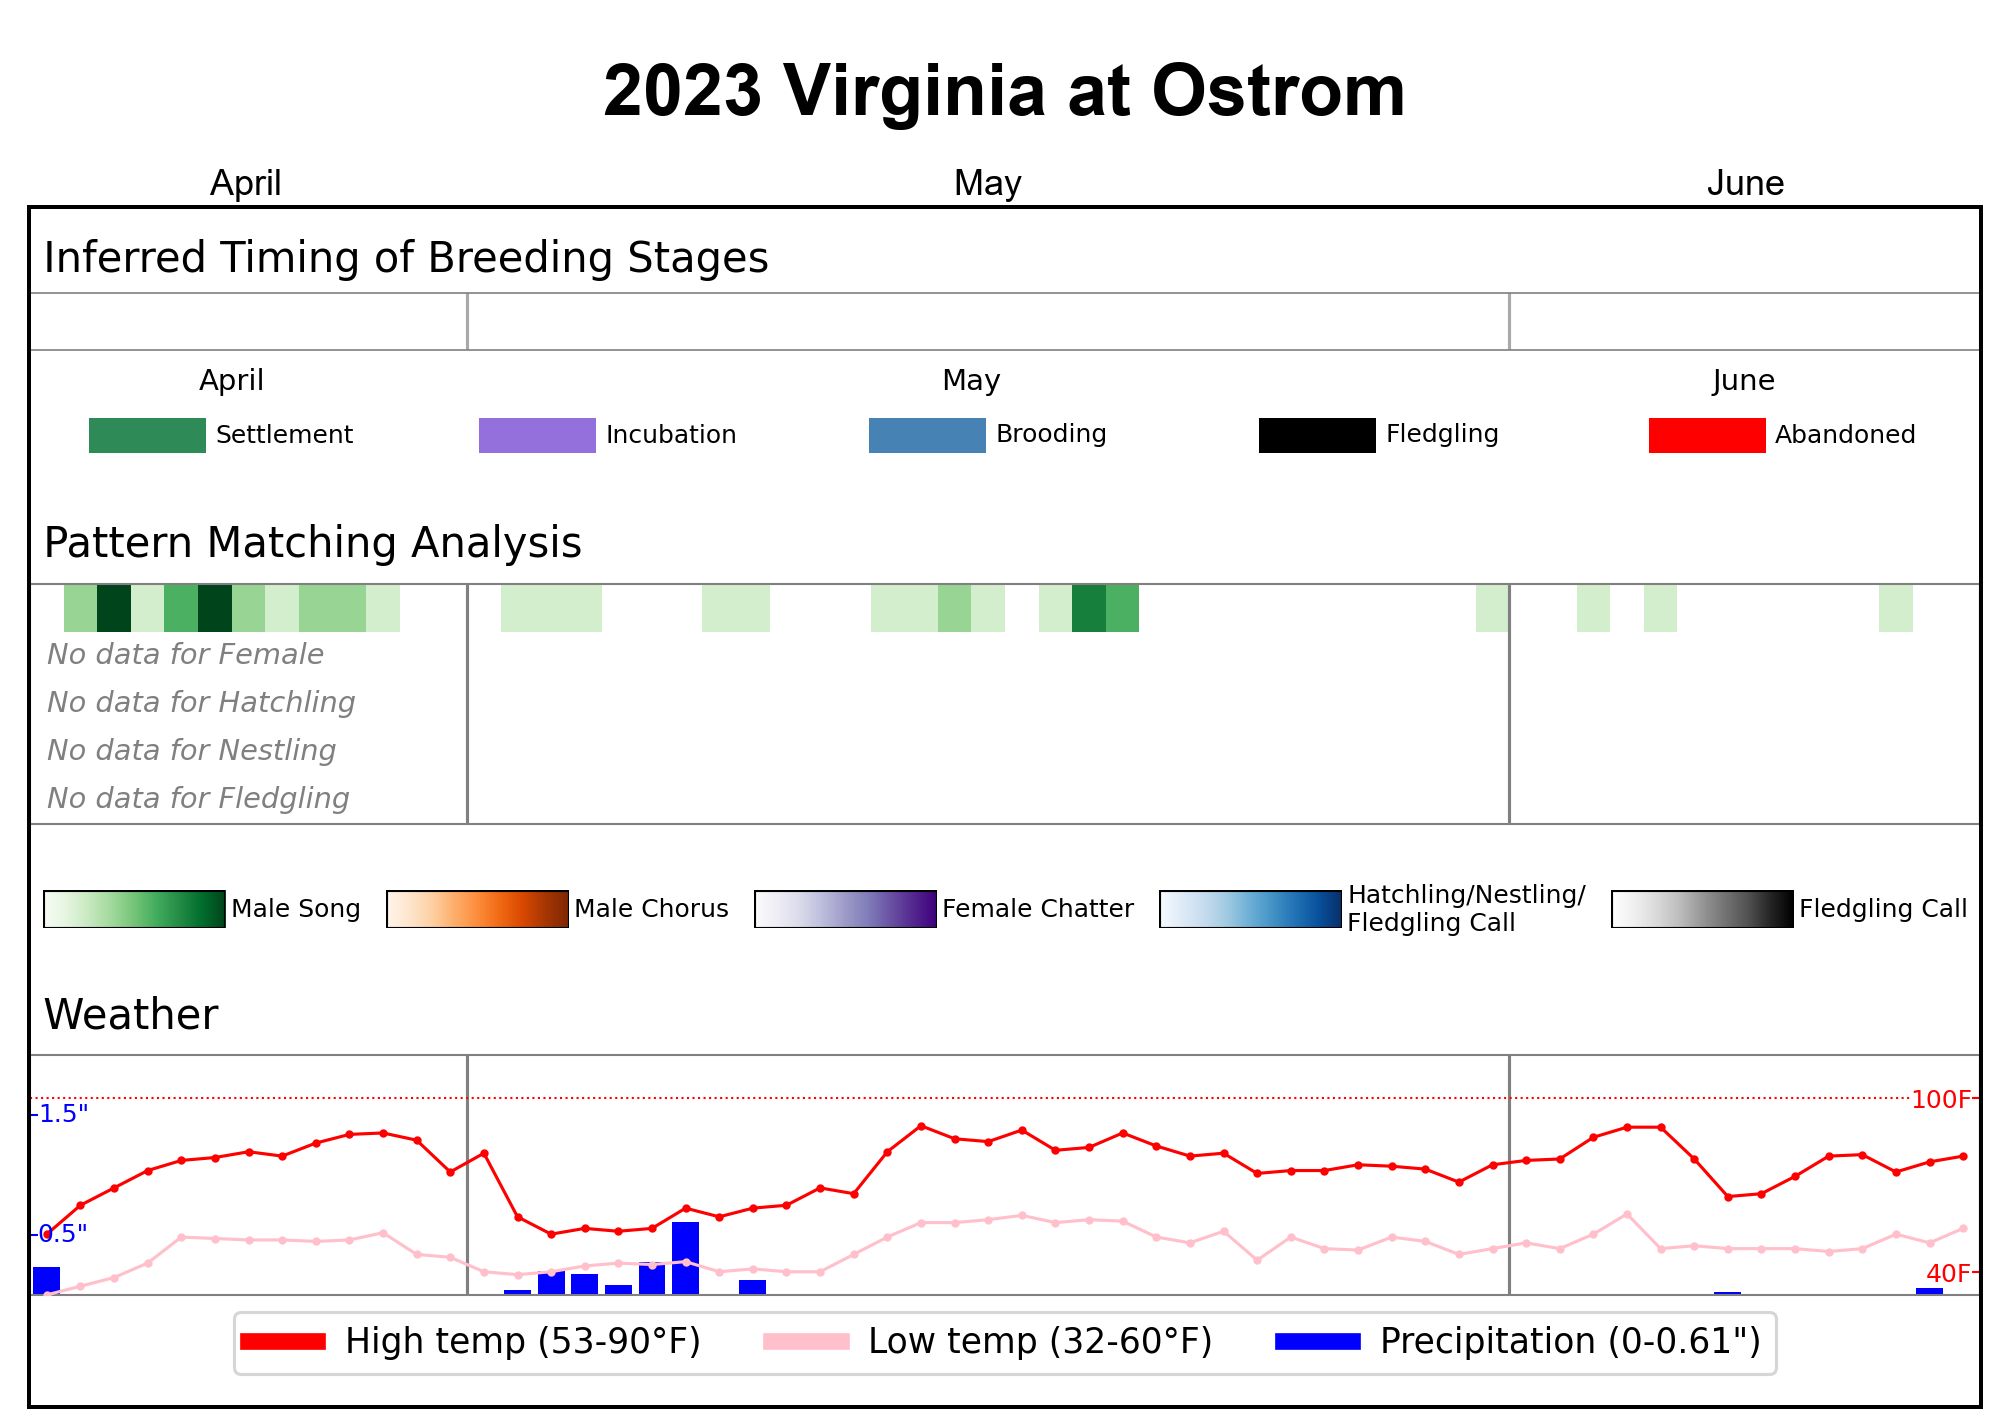 2023 Virginia at Ostrom
April May June
Inferred Timing of Breeding Stages
April May June
Settlement Incubation Brooding Fledgling Abandoned
Pattern Matching Analysis
No data for Female
No data for Hatchling
No data for Nestling
No data for Fledgling
Male Song Male Chorus Female Chatter Hatchling/Nestling/
Fledgling Call Fledgling Call
Weather
100F
1.5"
0.5"
40F
High temp (53-90°F) Low temp (32-60°F) Precipitation (0-0.61")